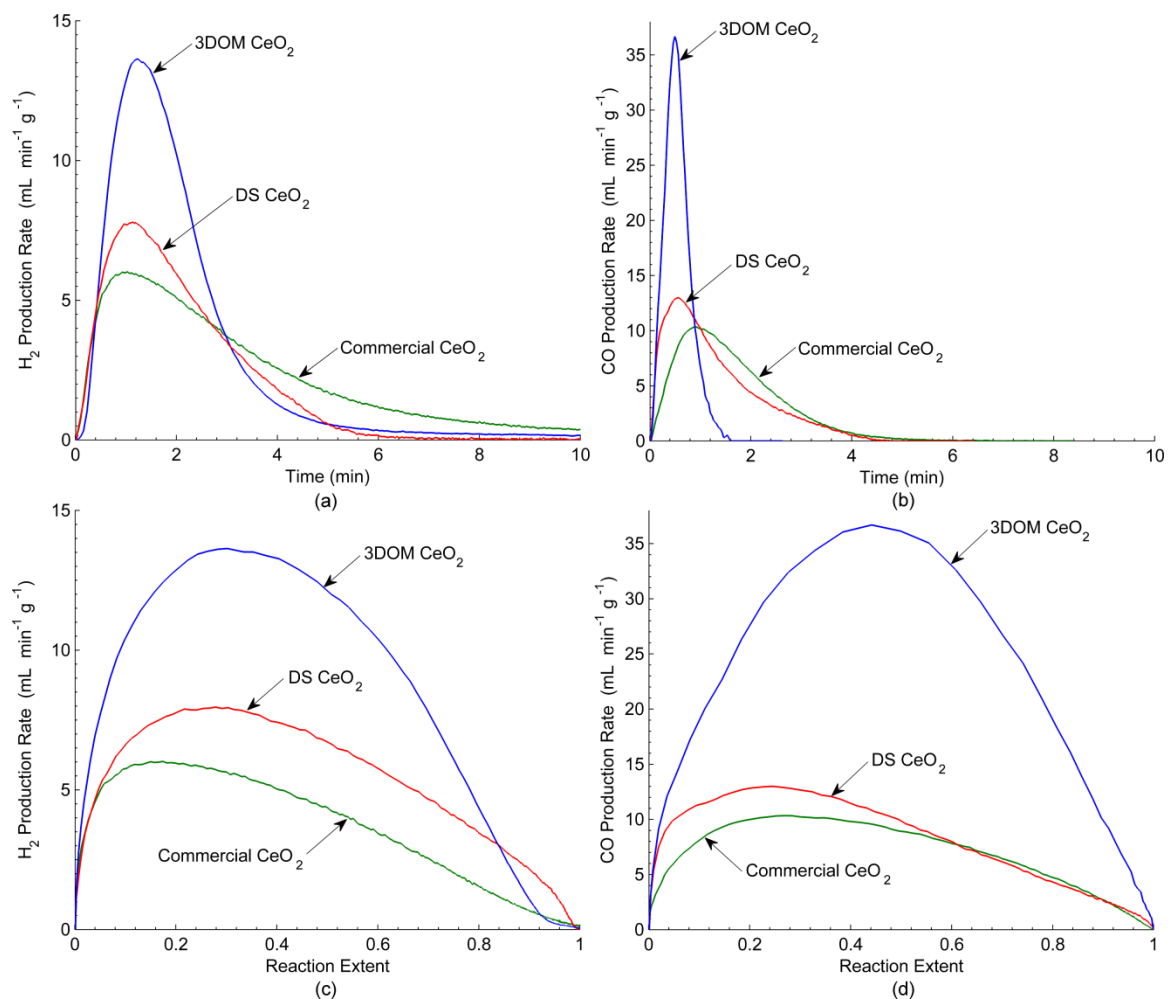 15
10
5
0
H₂ Production Rate (mL min⁻¹ g⁻¹)
3DOM CeO₂
DS CeO₂
Commercial CeO₂
0 2 4 6 8 10
Time (min)
(a)
35
30
25
20
15
10
5
0
CO Production Rate (mL min⁻¹ g⁻¹)
3DOM CeO₂
DS CeO₂
Commercial CeO₂
0 2 4 6 8 10
Time (min)
(b)
15
10
5
0
H₂ Production Rate (mL min⁻¹ g⁻¹)
3DOM CeO₂
DS CeO₂
Commercial CeO₂
0 0.2 0.4 0.6 0.8 1
Reaction Extent
(c)
35
30
25
20
15
10
5
0
CO Production Rate (mL min⁻¹ g⁻¹)
3DOM CeO₂
DS CeO₂
Commercial CeO₂
0 0.2 0.4 0.6 0.8 1
Reaction Extent
(d)